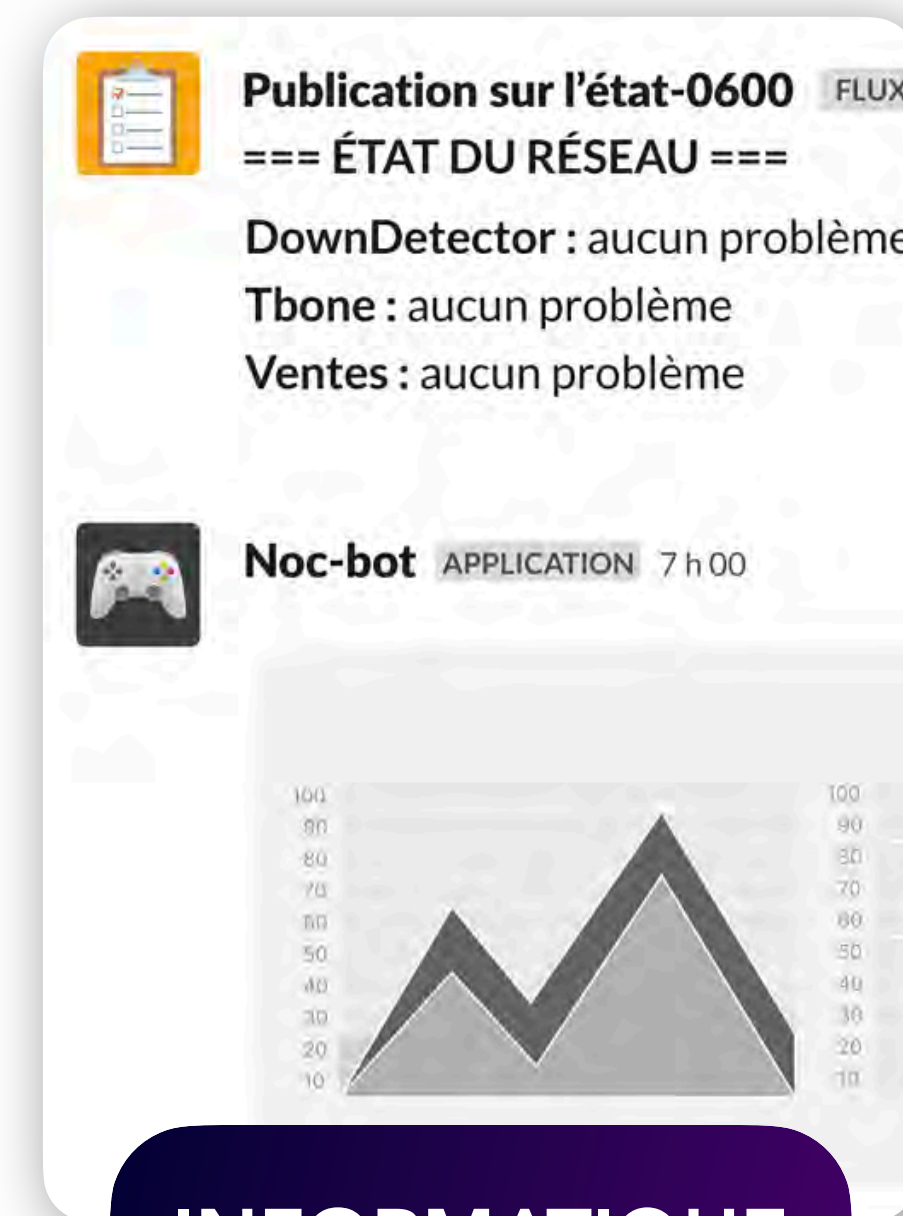 Publication sur l’état-0600 FLUX
=== ÉTAT DU RÉSEAU ===
DownDetector : aucun problème
Tbone : aucun problème
Ventes : aucun problème
Noc-bot APPLICATION 7 h 00
100 100
90 90
80 80
70 70
60 60
50 50
40 40
30 30
20 20
10 10
INFORMATIQUE